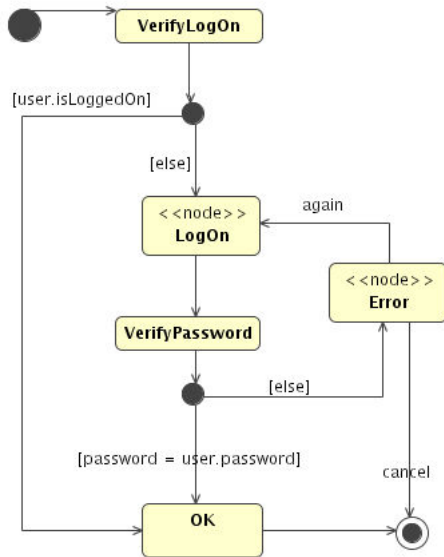 VerifyLogOn
[user.isLoggedOn]
[else]
again
<<node>>
LogOn
<<node>>
Error
VerifyPassword
[else]
[password = user.password]
cancel
OK